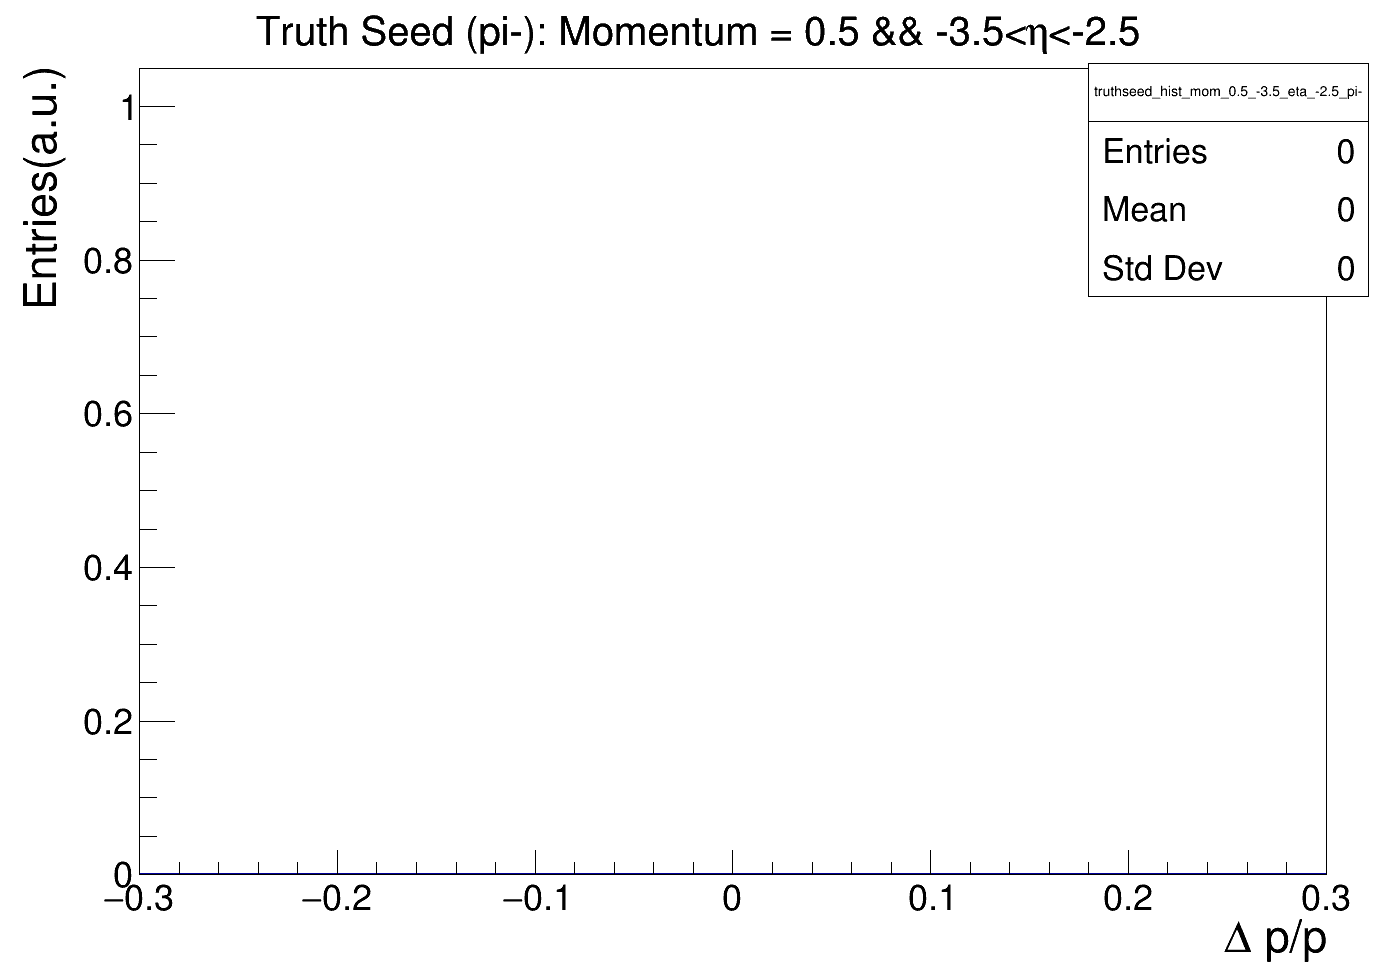 Truth Seed (pi-): Momentum = 0.5 && -3.5<η<-2.5
truthseed_hist_mom_0.5_-3.5_eta_-2.5_pi-
Entries 0
Mean 0
Std Dev 0
Entries(a.u.)
1
0.8
0.6
0.4
0.2
0
−0.3 −0.2 −0.1 0 0.1 0.2 0.3
Δ p/p